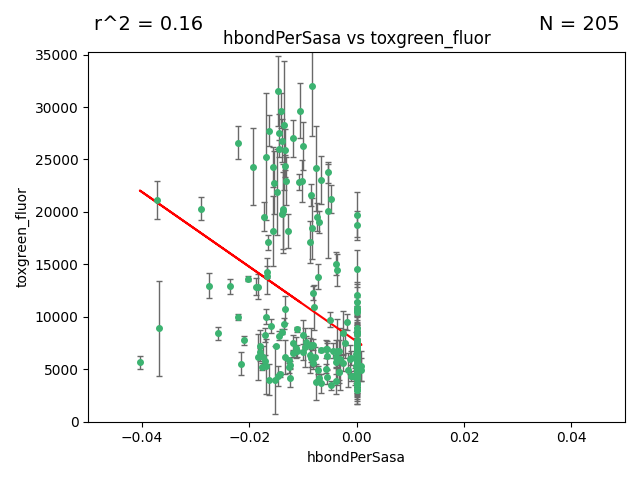 r^2 = 0.16
N = 205
hbondPerSasa vs toxgreen_fluor
35000
30000
25000
20000
15000
10000
5000
0
toxgreen_fluor
−0.04
−0.02
0.00
0.02
0.04
hbondPerSasa